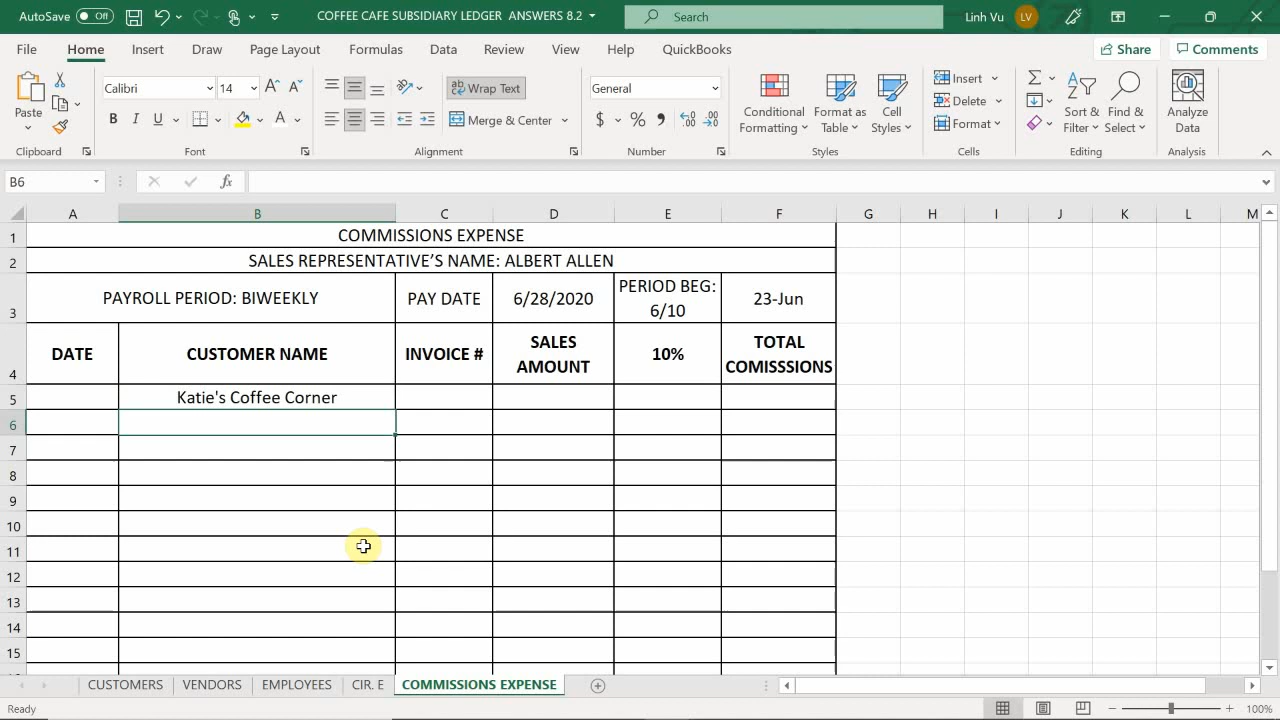 AutoSave Off COFFEE CAFE SUBSIDIARY LEDGER ANSWERS 8.2 Search Linh Vu LV
File Home Insert Draw Page Layout Formulas Data Review View Help QuickBooks Share Comments
Calibri 14 A A ab Wrap Text General Insert Σ
Paste Conditional Formatting Format as Table Cell Styles Delete Sort & Filter Find & Select Analyze Data
B I U A Merge & Center $ % , Format
Clipboard Font Alignment Number Styles Cells Editing Analysis
B6 fx
A B C D E F G H I J K L M
1 COMMISSIONS EXPENSE
2 SALES REPRESENTATIVE’S NAME: ALBERT ALLEN
3 PAYROLL PERIOD: BIWEEKLY PAY DATE 6/28/2020 PERIOD BEG: 6/10 23-Jun
4 DATE CUSTOMER NAME INVOICE # SALES AMOUNT 10% TOTAL COMISSSIONS
5 Katie's Coffee Corner
6
7
8
9
10
11
12
13
14
15
CUSTOMERS VENDORS EMPLOYEES CIR. E COMMISSIONS EXPENSE
Ready 100%